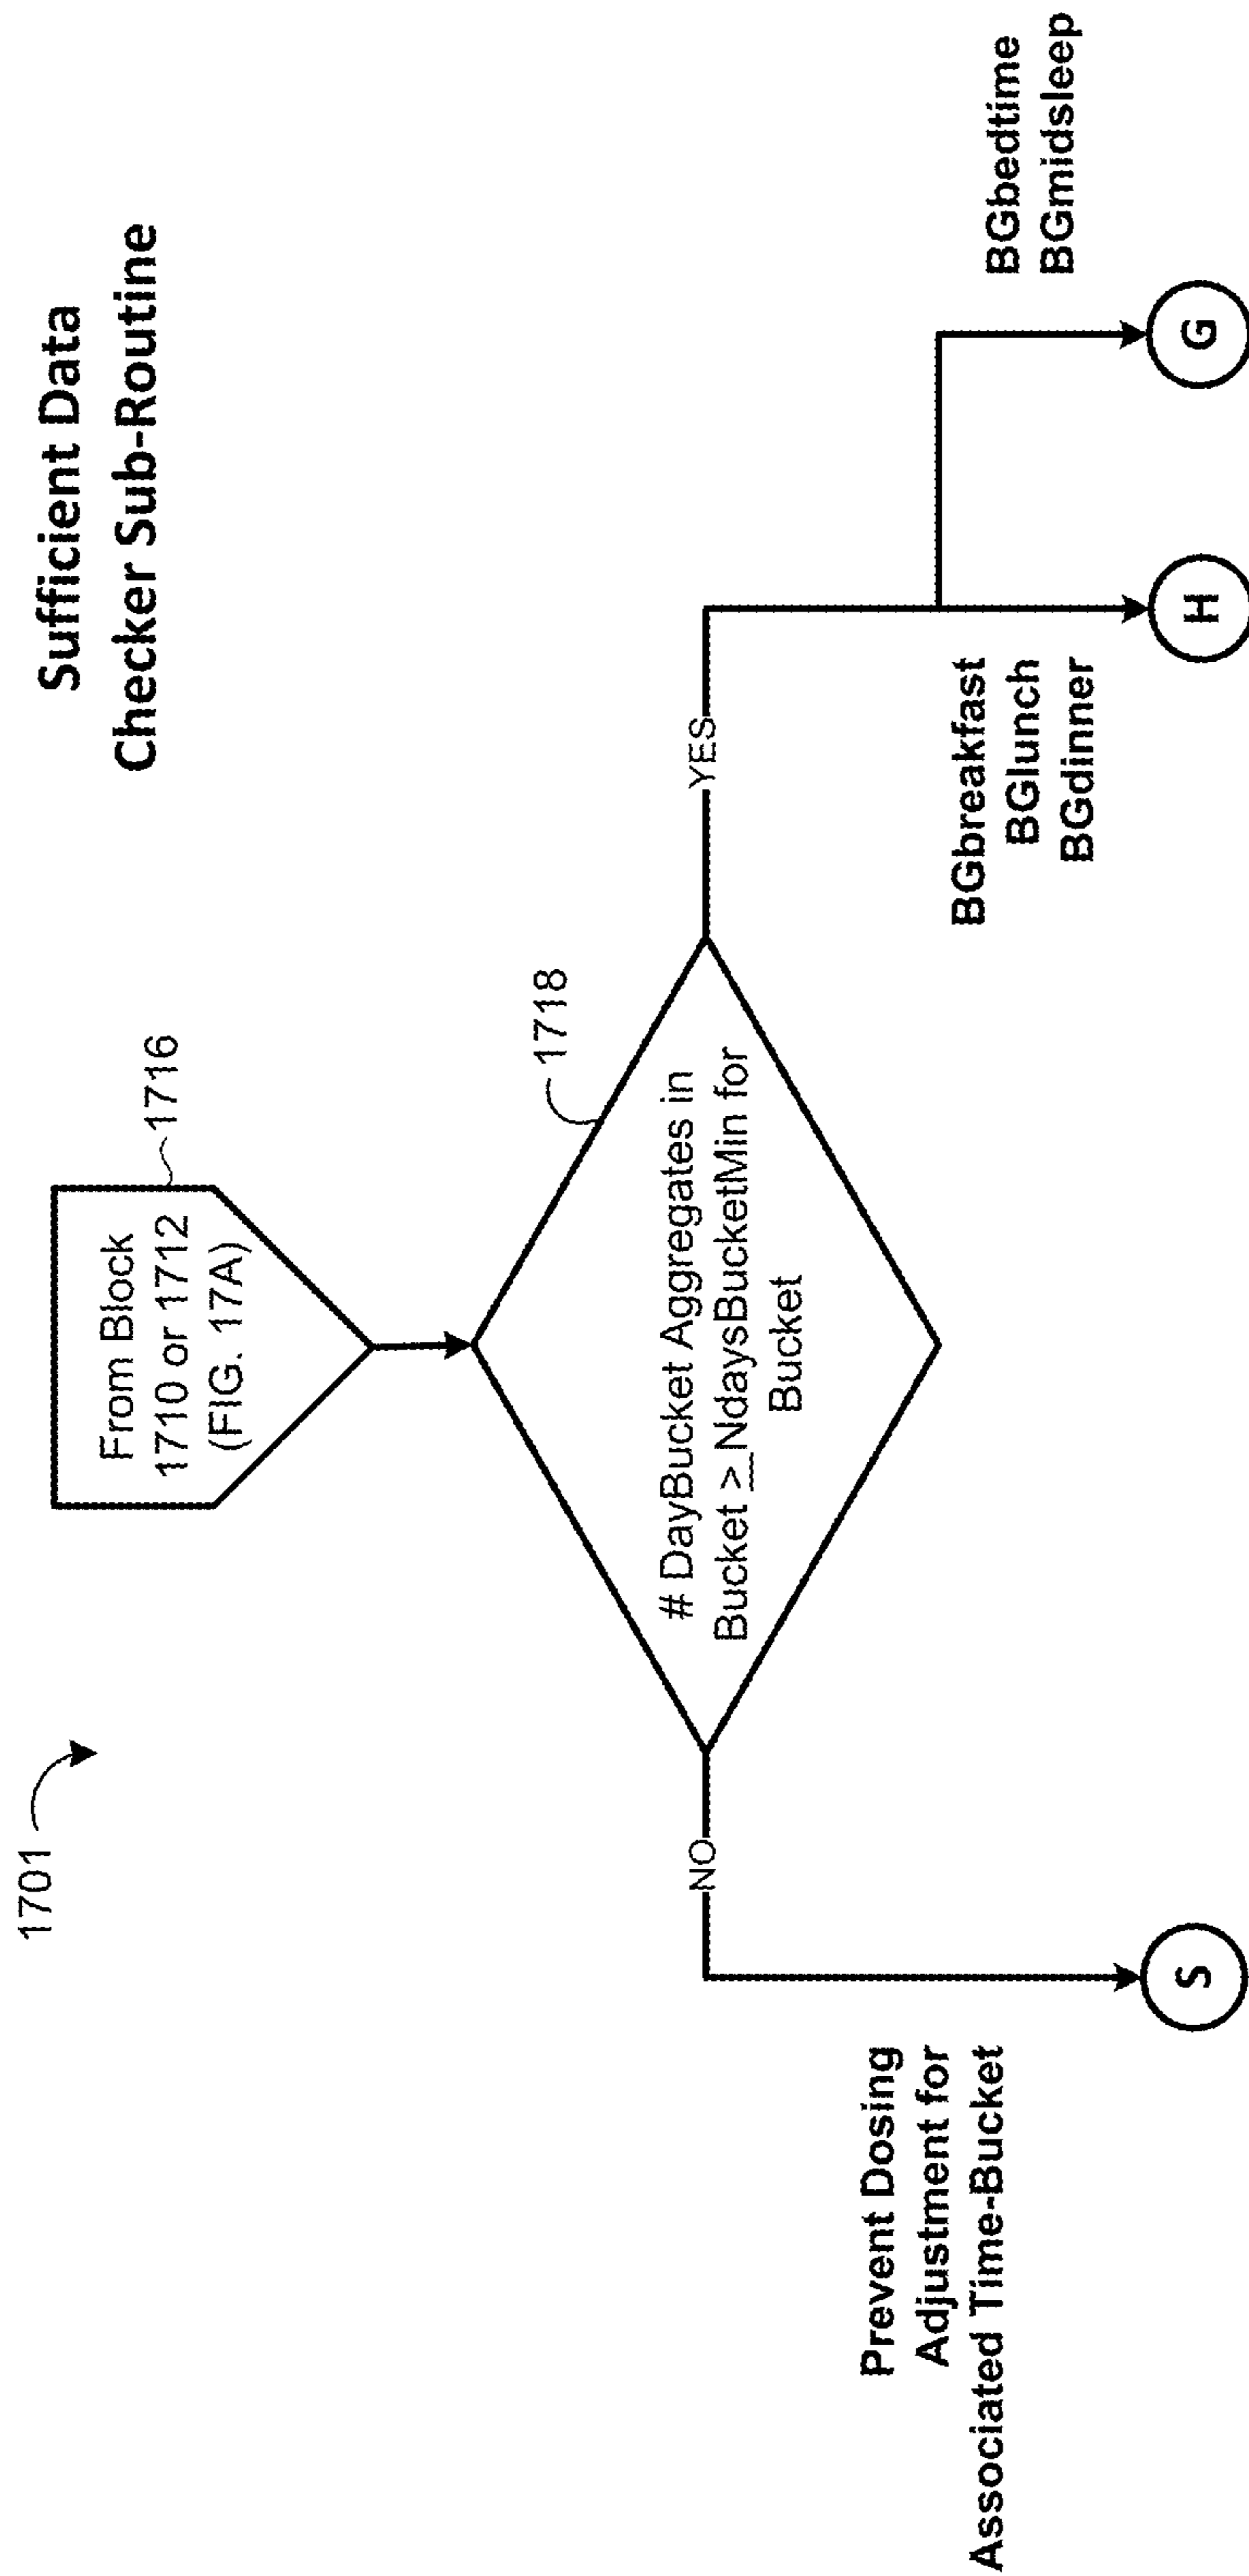 1701
Sufficient Data
Checker Sub-Routine
From Block
1710 or 1712
(FIG. 17A)
1716
1718
# DayBucket Aggregates in
Bucket ≥ NdaysBucketMin for
Bucket
NO
YES
Prevent Dosing
Adjustment for
Associated Time-Bucket
S
BGbreakfast
BGlunch
BGdinner
H
BGbedtime
BGmidsleep
G